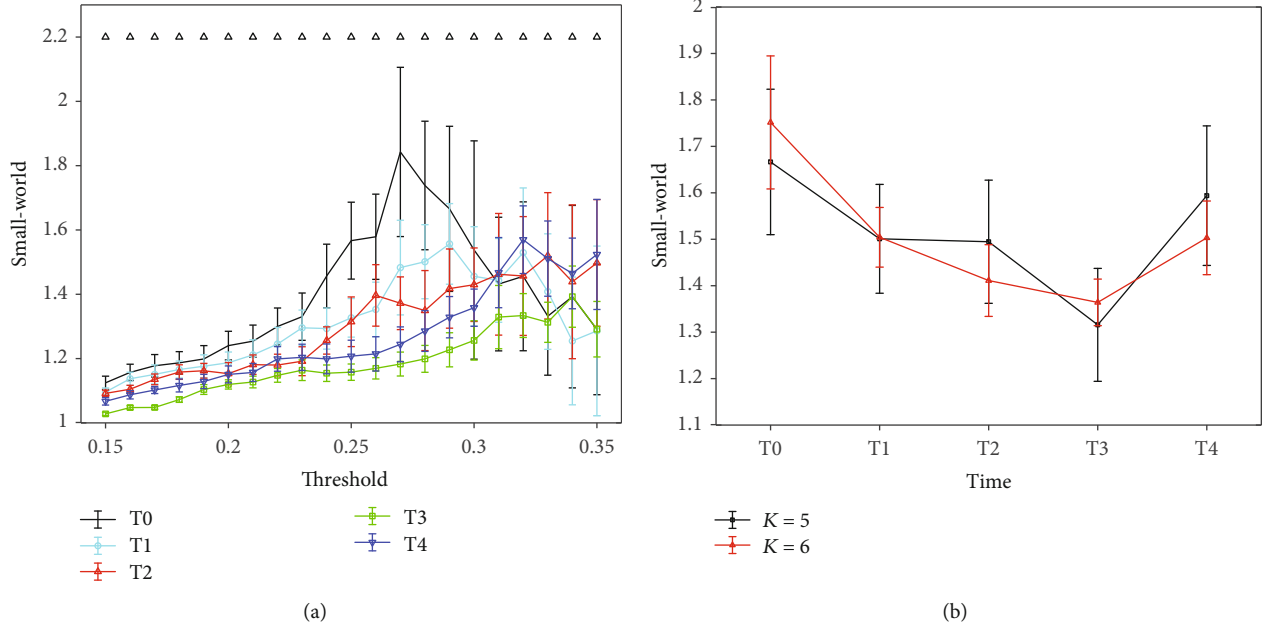 2.2
2
1.8
1.6
1.4
1.2
1
Small-world
0.15 0.2 0.25 0.3 0.35
Threshold
T0
T1
T2
T3
T4
(a)
2
1.9
1.8
1.7
1.6
1.5
1.4
1.3
1.2
1.1
Small-world
T0 T1 T2 T3 T4
Time
K = 5
K = 6
(b)